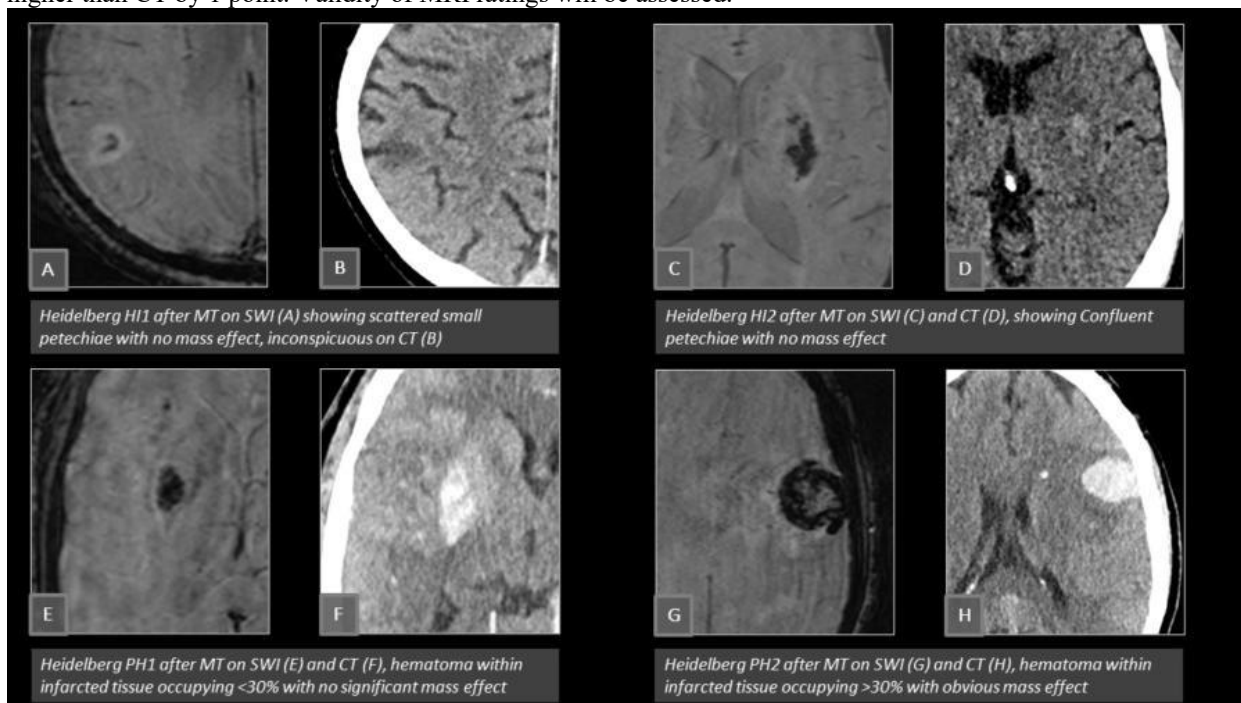 higher than CT by 1 point. Validity of MRI ratings will be assessed.
A
B
C
D
Heidelberg HI1 after MT on SWI (A) showing scattered small
petechiae with no mass effect, inconspicuous on CT (B)
Heidelberg HI2 after MT on SWI (C) and CT (D), showing Confluent
petechiae with no mass effect
E
F
G
H
Heidelberg PH1 after MT on SWI (E) and CT (F), hematoma within
infarcted tissue occupying <30% with no significant mass effect
Heidelberg PH2 after MT on SWI (G) and CT (H), hematoma within
infarcted tissue occupying >30% with obvious mass effect